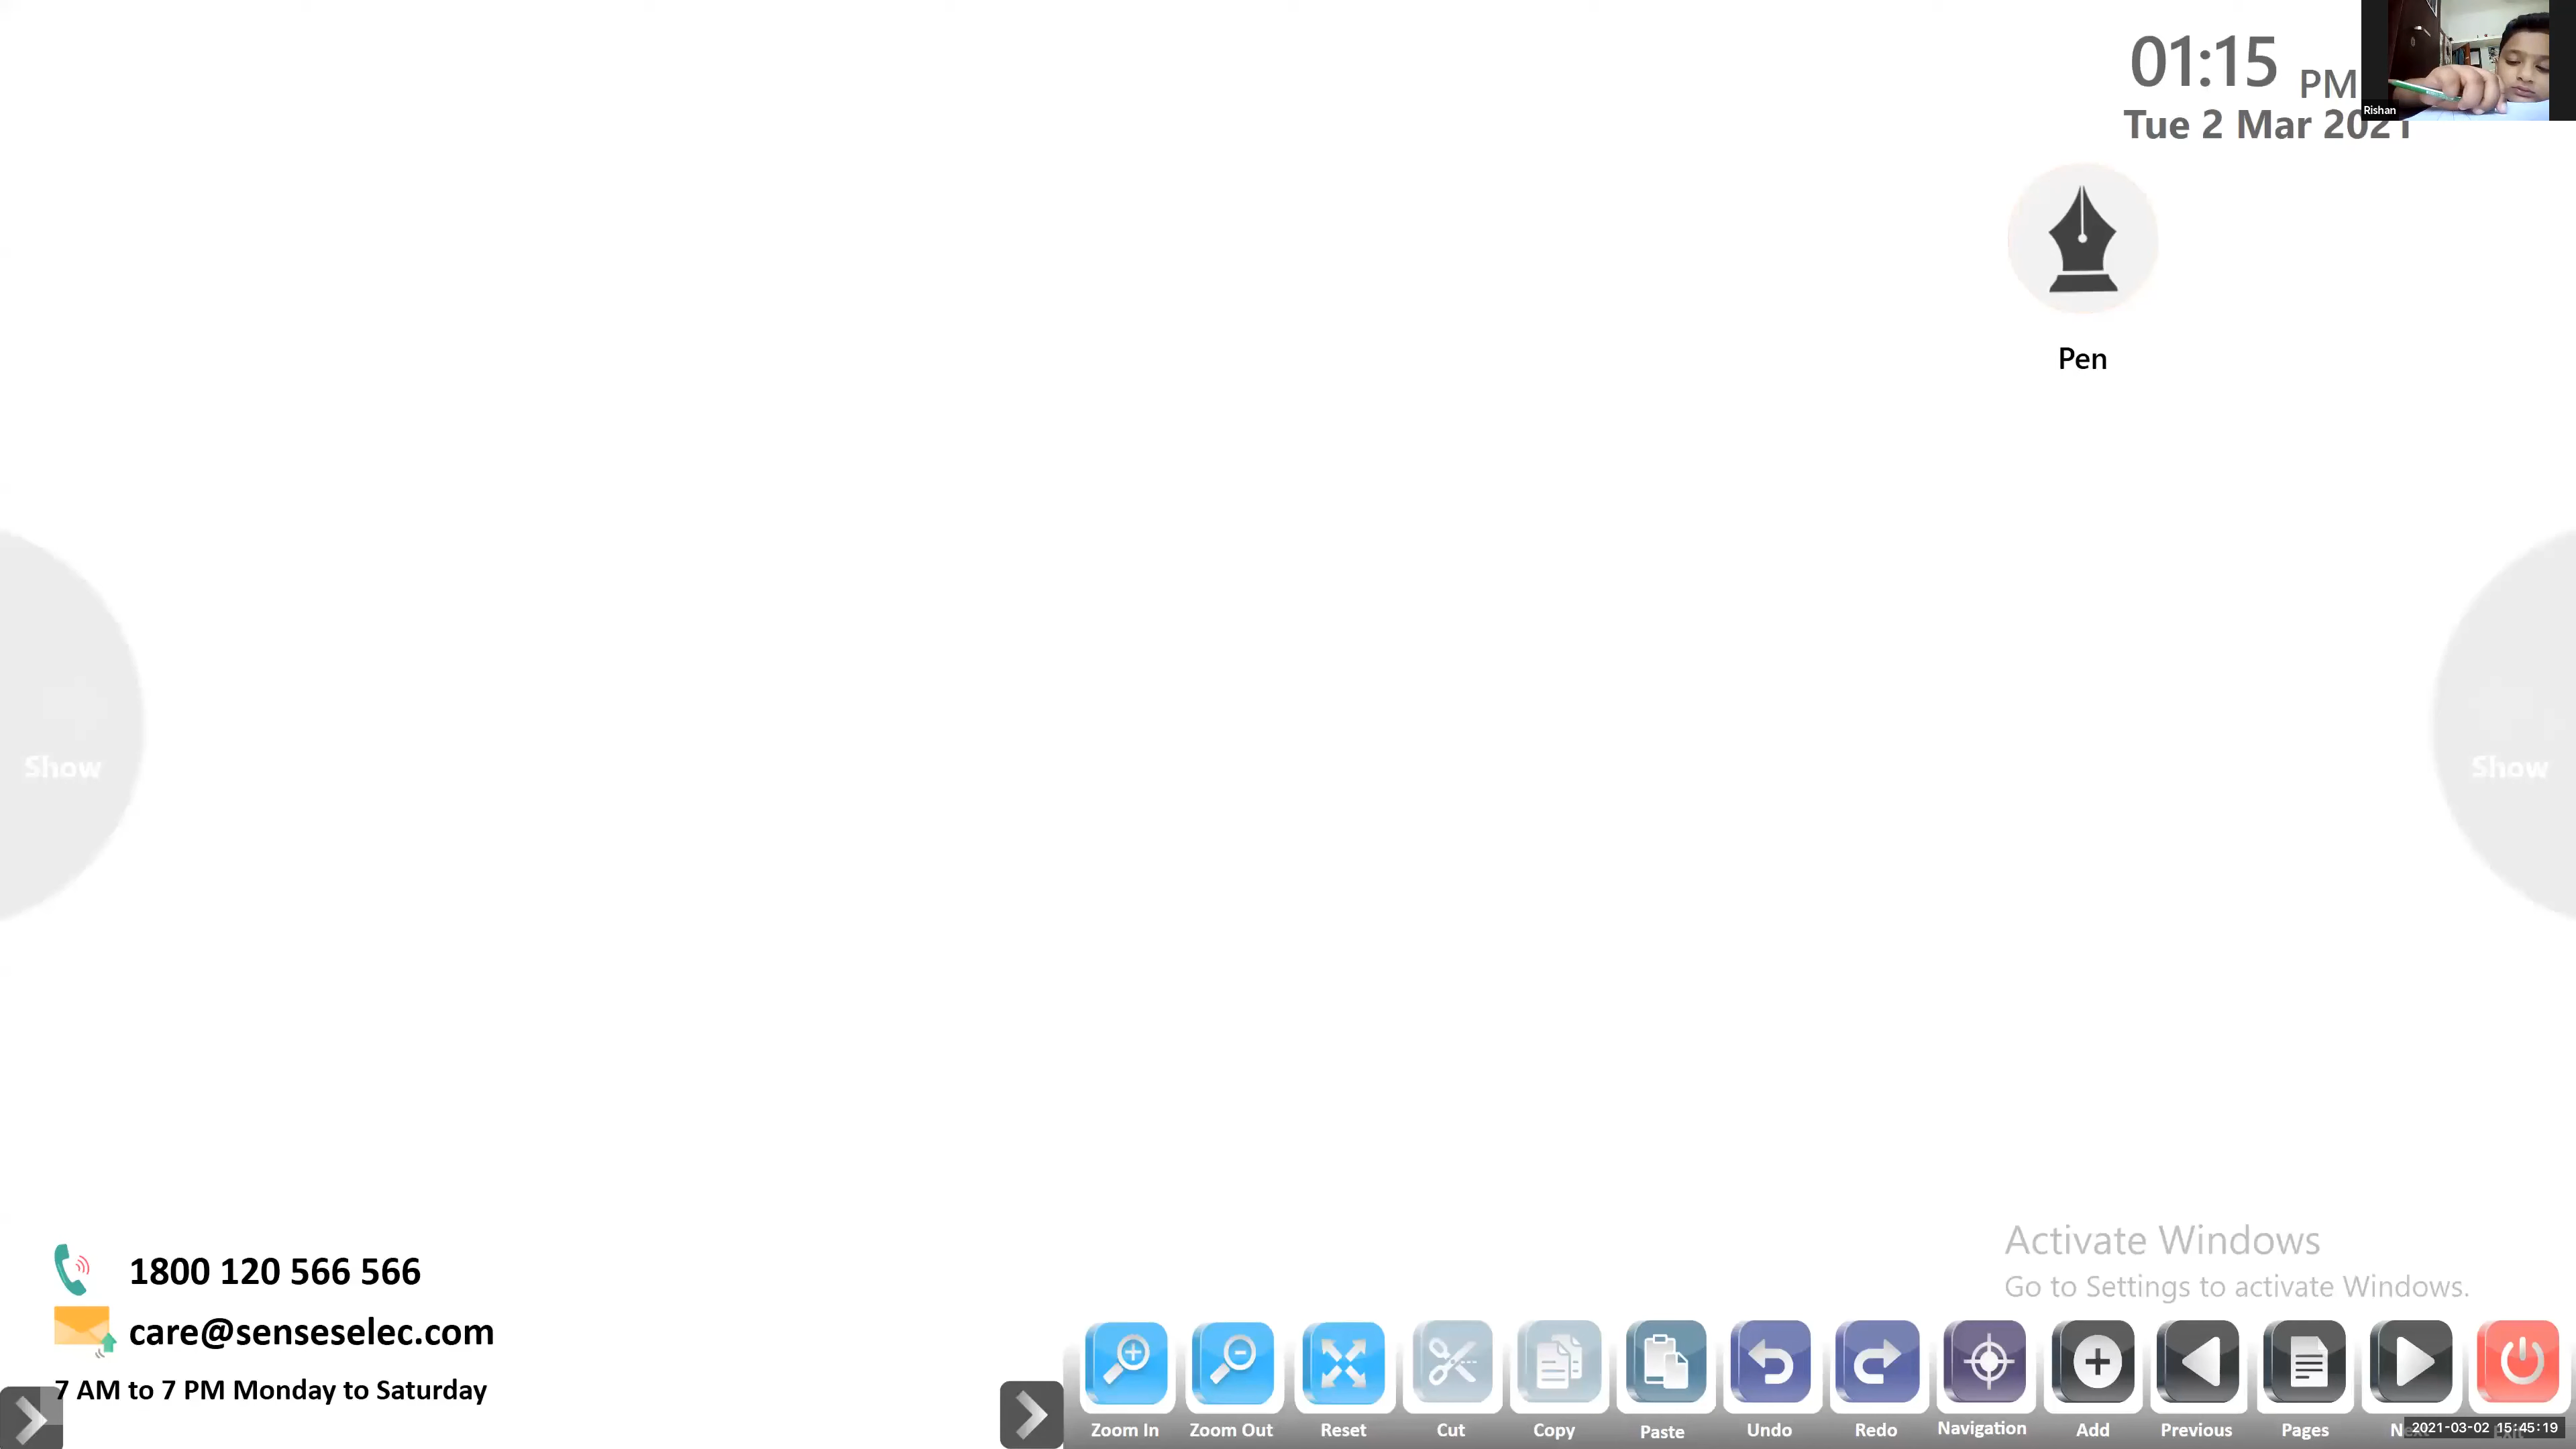 01:15 PM
Rishan
Tue 2 Mar 2021
Pen
Show
Show
Activate Windows
Go to Settings to activate Windows.
1800 120 566 566
care@senseselec.com
7 AM to 7 PM Monday to Saturday
Zoom In Zoom Out Reset Cut Copy Paste Undo Redo Navigation Add Previous Pages
2021-03-02 15:45:19